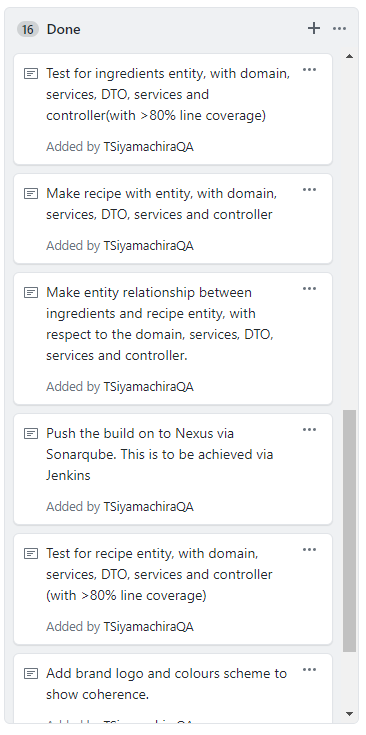 16 Done
Test for ingredients entity, with domain,
services, DTO, services and
controller(with >80% line coverage)
Added by TSiyamachiraQA
Make recipe with entity, with domain,
services, DTO, services and controller
Added by TSiyamachiraQA
Make entity relationship between
ingredients and recipe entity, with
respect to the domain, services, DTO,
services and controller.
Added by TSiyamachiraQA
Push the build on to Nexus via
Sonarqube. This is to be achieved via
Jenkins
Added by TSiyamachiraQA
Test for recipe entity, with domain,
services, DTO, services and controller
(with >80% line coverage)
Added by TSiyamachiraQA
Add brand logo and colours scheme to
show coherence.